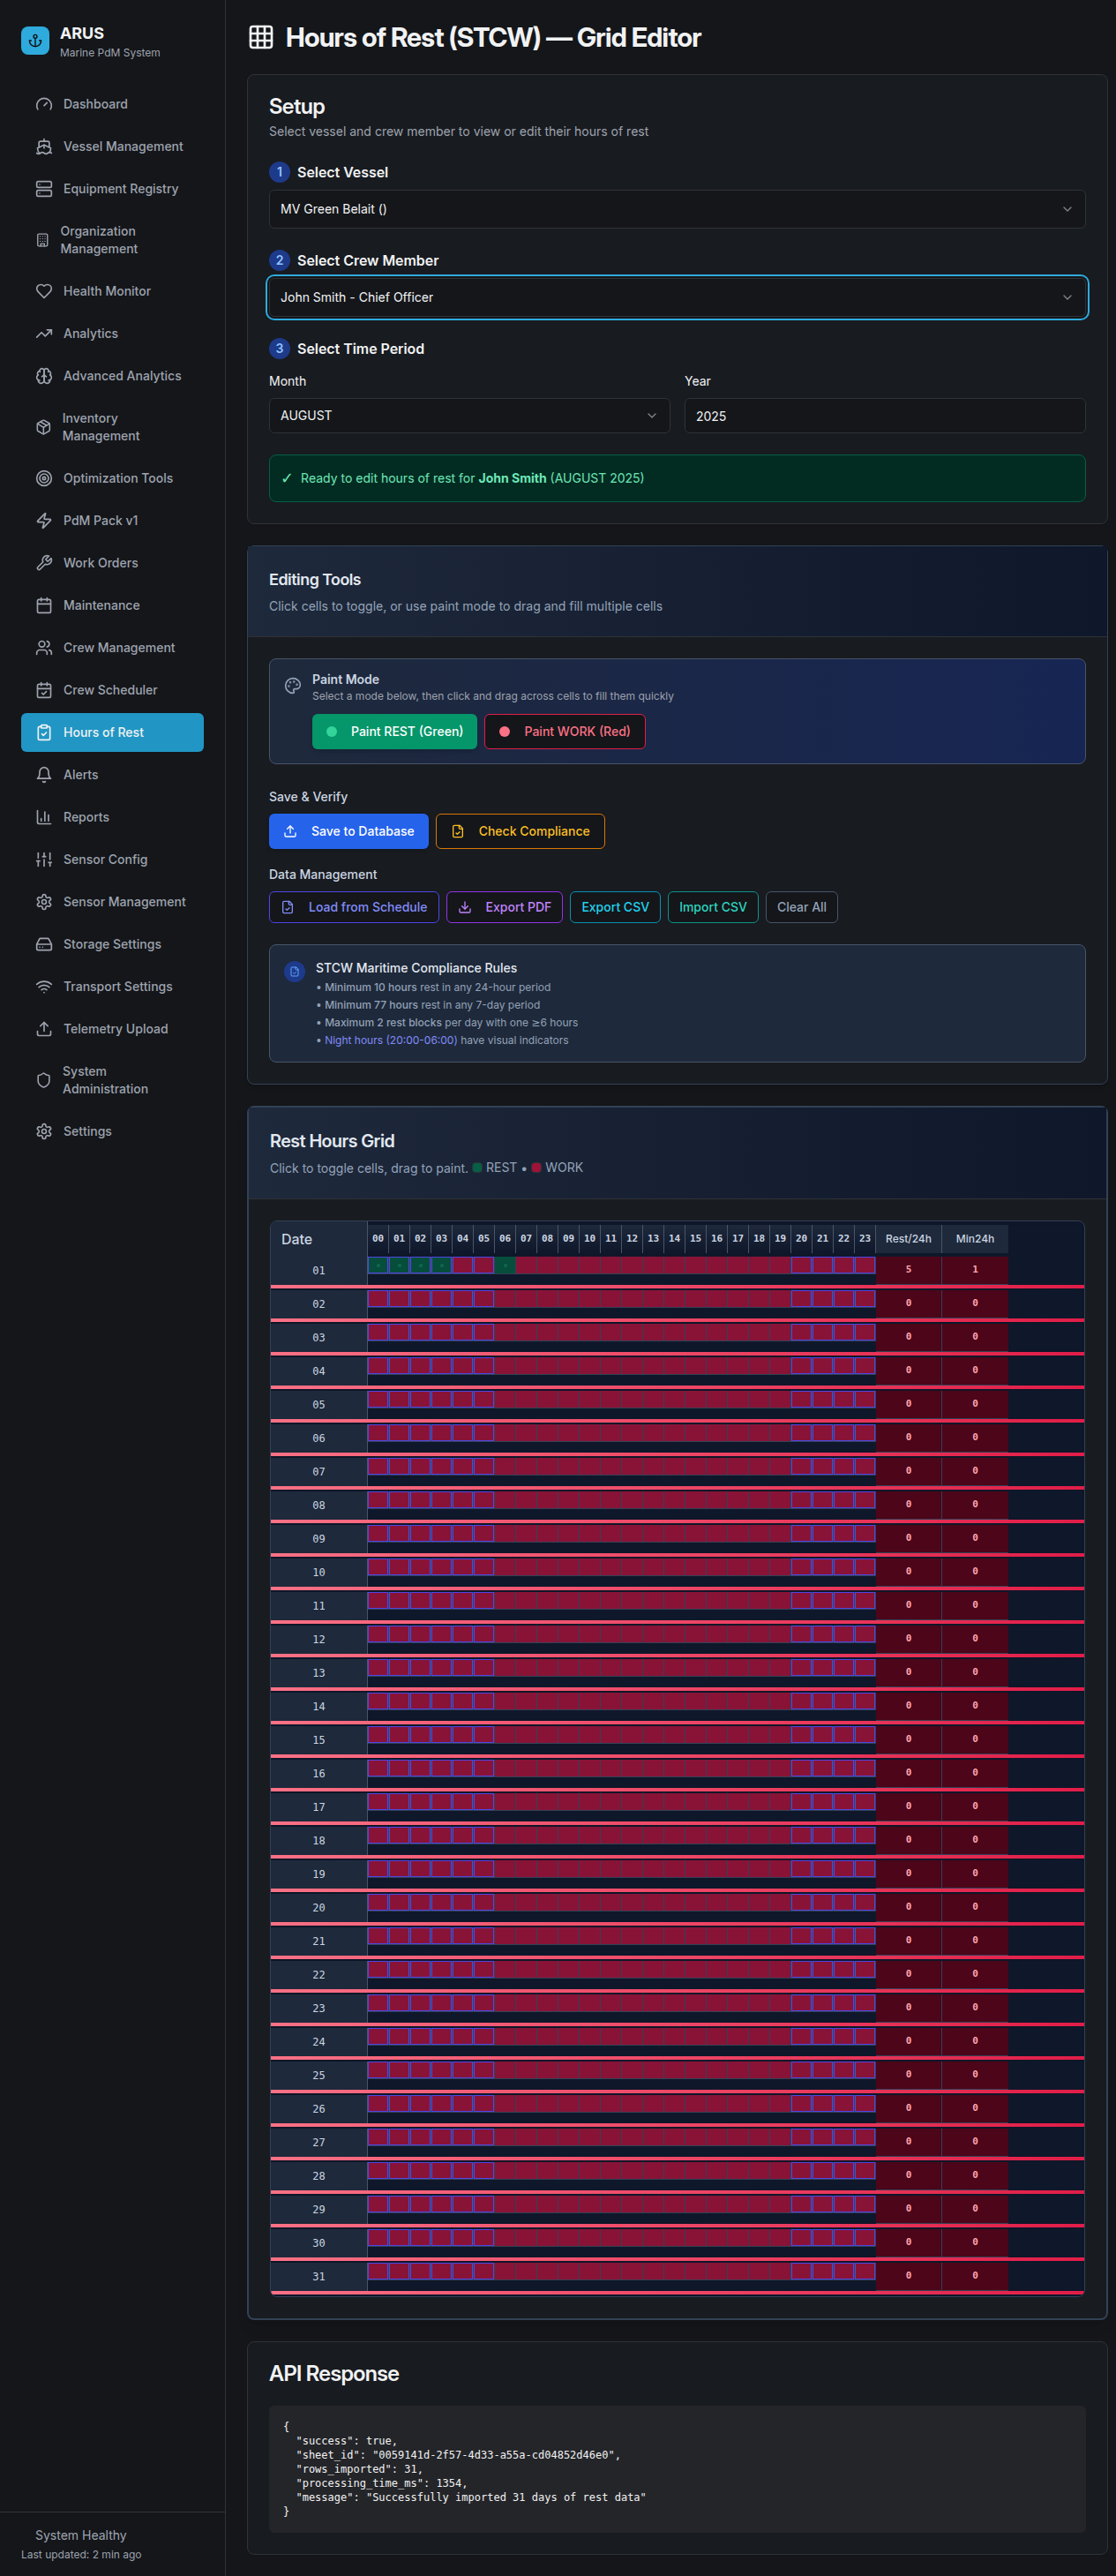 ARUS
Marine PdM System
Dashboard
Vessel Management
Equipment Registry
Organization
Management
Health Monitor
Analytics
Advanced Analytics
Inventory
Management
Optimization Tools
PdM Pack v1
Work Orders
Maintenance
Crew Management
Crew Scheduler
Hours of Rest
Alerts
Reports
Sensor Config
Sensor Management
Storage Settings
Transport Settings
Telemetry Upload
System
Administration
Settings
System Healthy
Last updated: 2 min ago
Hours of Rest (STCW) — Grid Editor
Setup
Select vessel and crew member to view or edit their hours of rest
1 Select Vessel
MV Green Belait ()
2 Select Crew Member
John Smith - Chief Officer
3 Select Time Period
Month Year
AUGUST 2025
✓ Ready to edit hours of rest for John Smith (AUGUST 2025)
Editing Tools
Click cells to toggle, or use paint mode to drag and fill multiple cells
Paint Mode
Select a mode below, then click and drag across cells to fill them quickly
Paint REST (Green) Paint WORK (Red)
Save & Verify
Save to Database Check Compliance
Data Management
Load from Schedule Export PDF Export CSV Import CSV Clear All
STCW Maritime Compliance Rules
• Minimum 10 hours rest in any 24-hour period
• Minimum 77 hours rest in any 7-day period
• Maximum 2 rest blocks per day with one ≥6 hours
• Night hours (20:00-06:00) have visual indicators
Rest Hours Grid
Click to toggle cells, drag to paint. REST • WORK
Date 00 01 02 03 04 05 06 07 08 09 10 11 12 13 14 15 16 17 18 19 20 21 22 23 Rest/24h Min24h
01 5 1
02 0 0
03 0 0
04 0 0
05 0 0
06 0 0
07 0 0
08 0 0
09 0 0
10 0 0
11 0 0
12 0 0
13 0 0
14 0 0
15 0 0
16 0 0
17 0 0
18 0 0
19 0 0
20 0 0
21 0 0
22 0 0
23 0 0
24 0 0
25 0 0
26 0 0
27 0 0
28 0 0
29 0 0
30 0 0
31 0 0
API Response
{
"success": true,
"sheet_id": "0059141d-2f57-4d33-a55a-cd04852d46e0",
"rows_imported": 31,
"processing_time_ms": 1354,
"message": "Successfully imported 31 days of rest data"
}